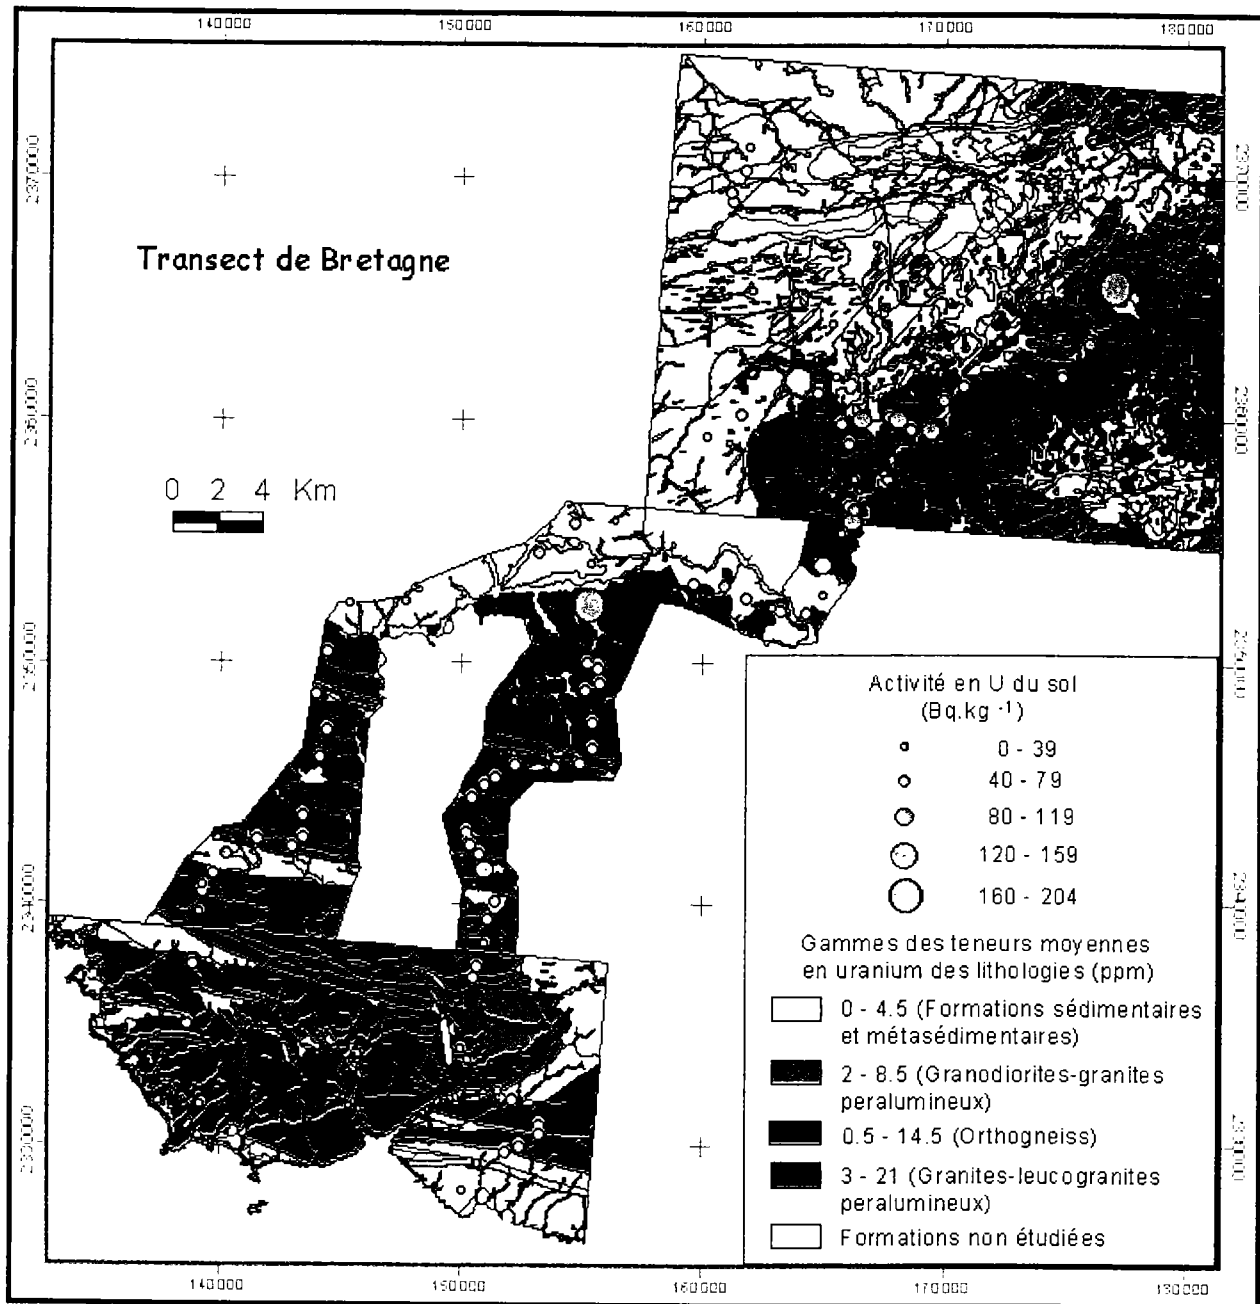 140000 150000 160000 170000 180000
Transect de Bretagne
0 2 4 Km
Activité en U du sol
(Bq.kg -1)
0 - 39
40 - 79
80 - 119
120 - 159
160 - 204
Gammes des teneurs moyennes
en uranium des lithologies (ppm)
0 - 4.5 (Formations sédimentaires
et métasédimentaires)
2 - 8.5 (Granodiorites-granites
peralumineux)
0.5 - 14.5 (Orthogneiss)
3 - 21 (Granites-leucogranites
peralumineux)
Formations non étudiées
2370000
2360000
2350000
2340000
2330000
140000 150000 160000 170000 180000